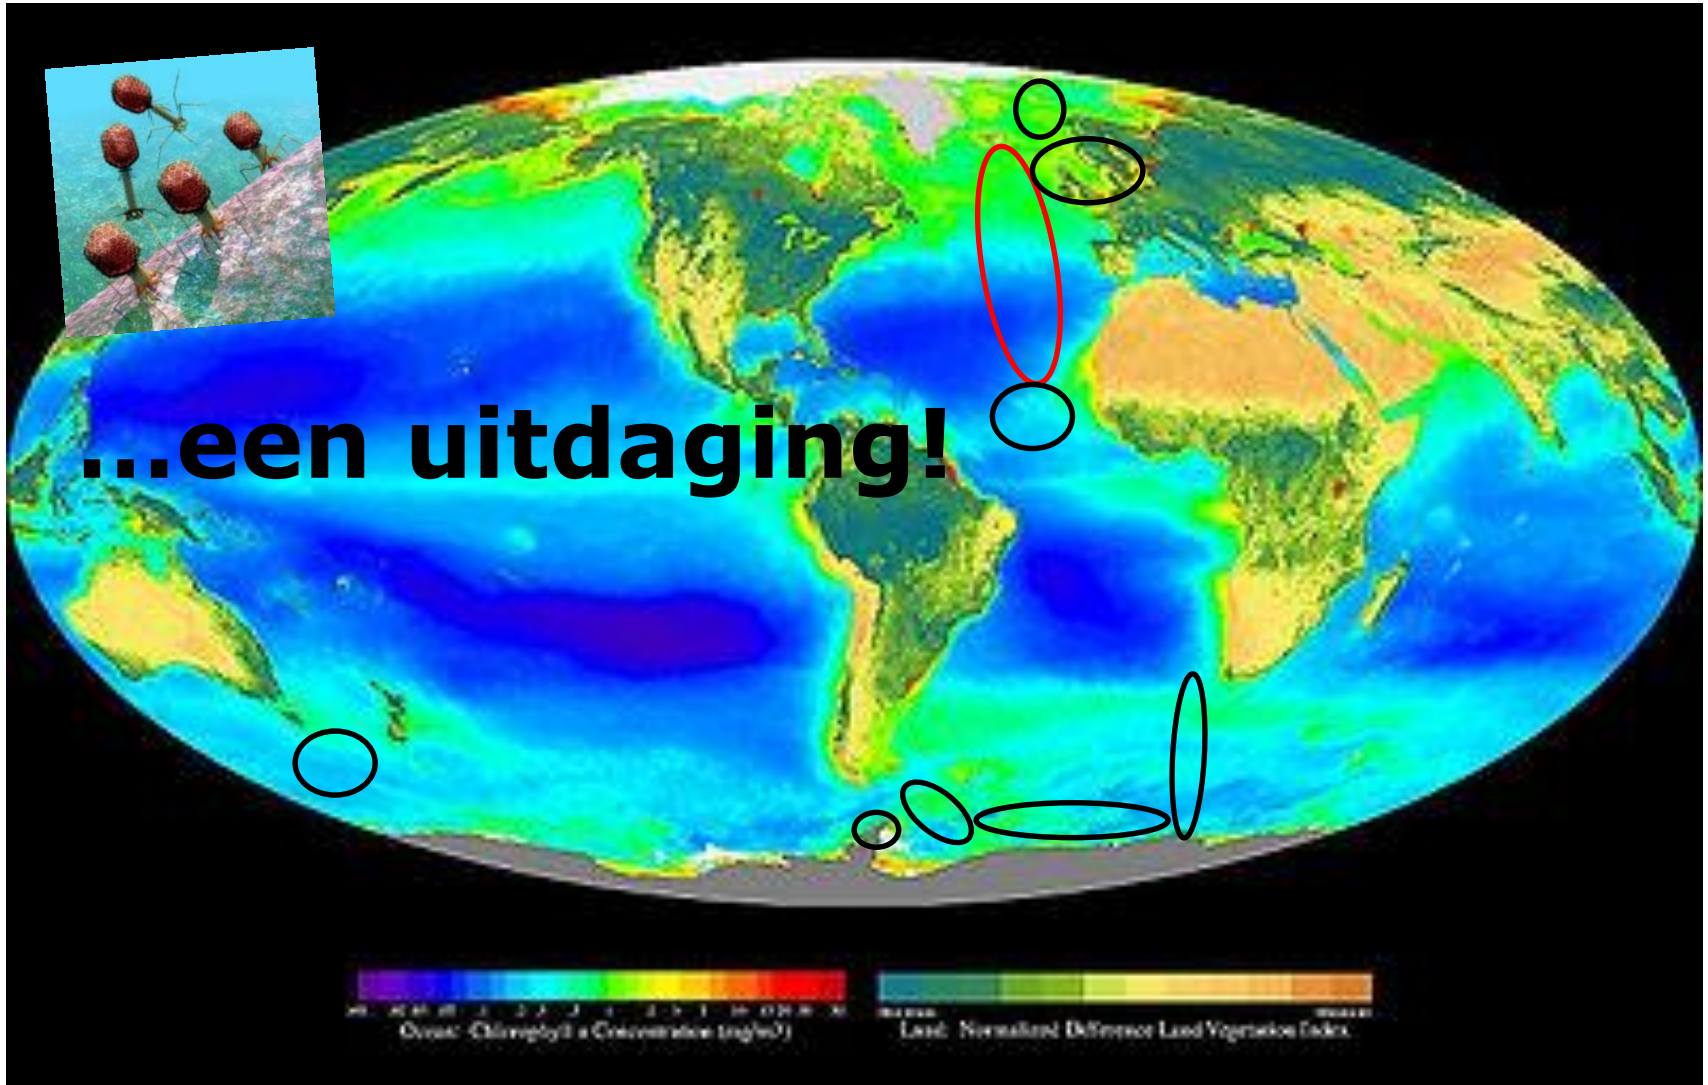 ...een uitdaging!
Ocean: Chlorophyll a Concentration (mg/m³)
Land: Normalized Difference Land Vegetation Index